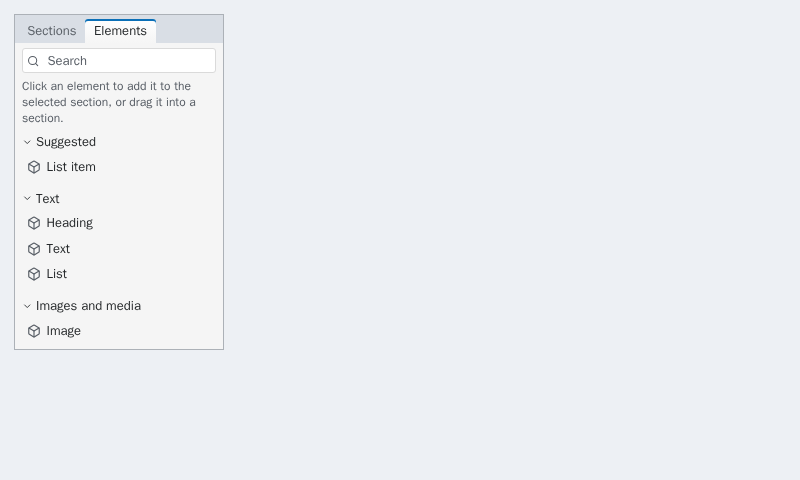 Sections
Elements
Search
Click an element to add it to the
selected section, or drag it into a
section.
Suggested
List item
Text
Heading
Text
List
Images and media
Image